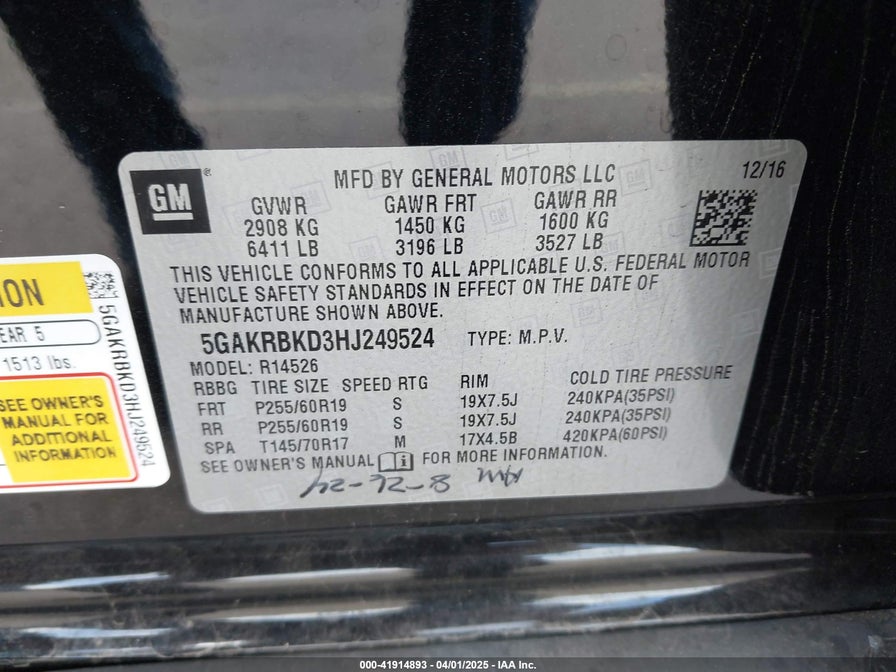 GM
MFD BY GENERAL MOTORS LLC
12/16
GVWR GAWR FRT GAWR RR
2908 KG 1450 KG 1600 KG
6411 LB 3196 LB 3527 LB
THIS VEHICLE CONFORMS TO ALL APPLICABLE U.S. FEDERAL MOTOR
VEHICLE SAFETY STANDARDS IN EFFECT ON THE DATE OF
MANUFACTURE SHOWN ABOVE.
5GAKRBKD3HJ249524 TYPE: M.P.V.
MODEL: R14526
RBBG TIRE SIZE SPEED RTG RIM COLD TIRE PRESSURE
FRT P255/60R19 S 19X7.5J 240KPA(35PSI)
RR P255/60R19 S 19X7.5J 240KPA(35PSI)
SPA T145/70R17 M 17X4.5B 420KPA(60PSI)
SEE OWNER'S MANUAL FOR MORE INFORMATION.
EAR 5
1513 lbs.
SEE OWNER'S
MANUAL FOR
ADDITIONAL
INFORMATION
5GAKRBKD3HJ249524
000-41914893 - 04/01/2025 - IAA Inc.